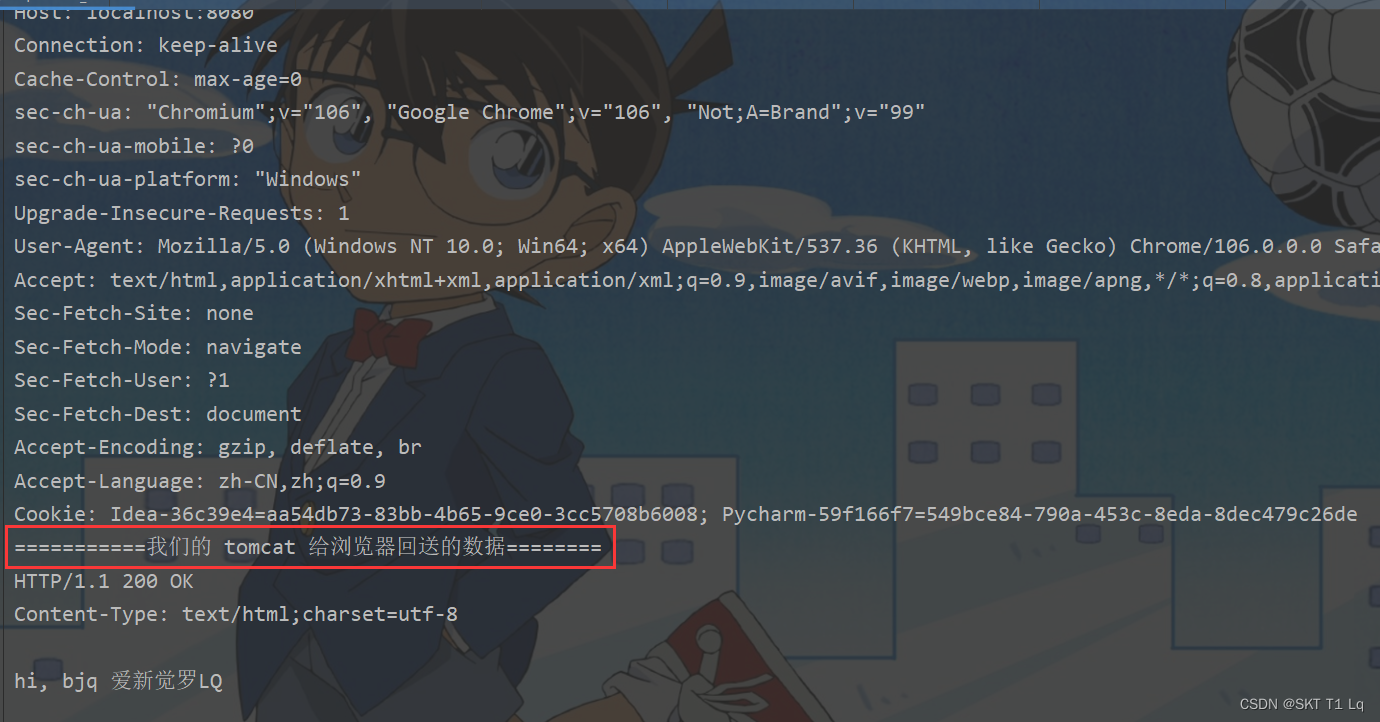 Host: localhost:8080
Connection: keep-alive
Cache-Control: max-age=0
sec-ch-ua: "Chromium";v="106", "Google Chrome";v="106", "Not;A=Brand";v="99"
sec-ch-ua-mobile: ?0
sec-ch-ua-platform: "Windows"
Upgrade-Insecure-Requests: 1
User-Agent: Mozilla/5.0 (Windows NT 10.0; Win64; x64) AppleWebKit/537.36 (KHTML, like Gecko) Chrome/106.0.0.0 Safa
Accept: text/html,application/xhtml+xml,application/xml;q=0.9,image/avif,image/webp,image/apng,*/*;q=0.8,applicati
Sec-Fetch-Site: none
Sec-Fetch-Mode: navigate
Sec-Fetch-User: ?1
Sec-Fetch-Dest: document
Accept-Encoding: gzip, deflate, br
Accept-Language: zh-CN,zh;q=0.9
Cookie: Idea-36c39e4=aa54db73-83bb-4b65-9ce0-3cc5708b6008; Pycharm-59f166f7=549bce84-790a-453c-8eda-8dec479c26de
===========我们的 tomcat 给浏览器回送的数据========
HTTP/1.1 200 OK
Content-Type: text/html;charset=utf-8
hi, bjq 爱新觉罗LQ
CSDN @SKT T1 Lq